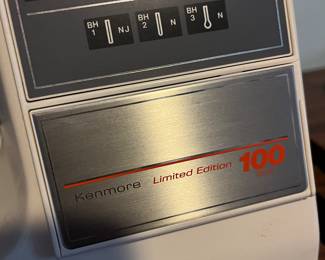 BH BH BH
1 NJ 2 N 3 N
Kenmore Limited Edition 100